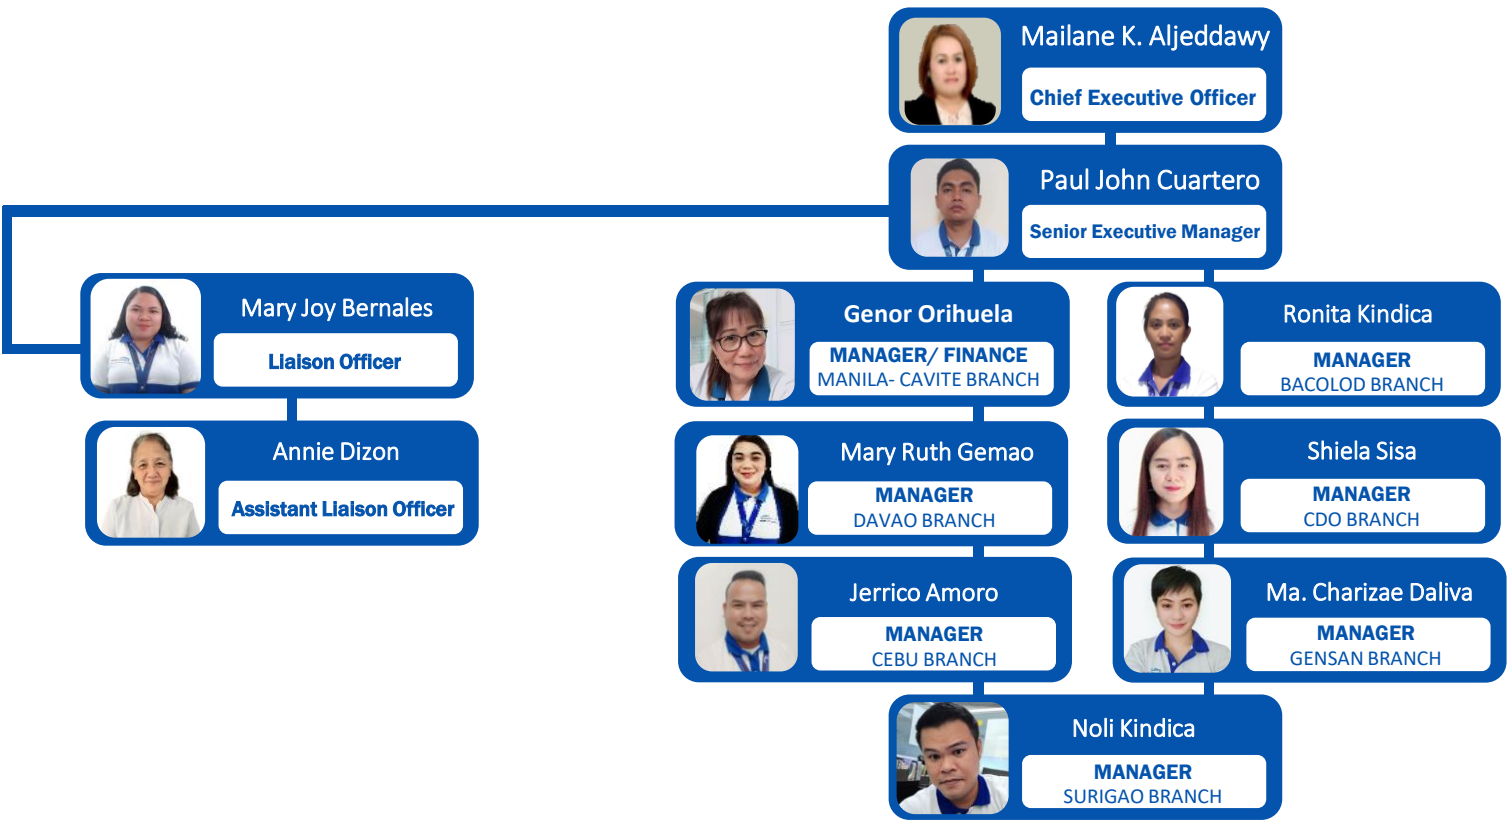 Mailane K. Aljeddawy
Chief Executive Officer
Paul John Cuartero
Senior Executive Manager
Mary Joy Bernales
Liaison Officer
Annie Dizon
Assistant Liaison Officer
Genor Orihuela
MANAGER/ FINANCE
MANILA- CAVITE BRANCH
Ronita Kindica
MANAGER
BACOLOD BRANCH
Mary Ruth Gemao
MANAGER
DAVAO BRANCH
Shiela Sisa
MANAGER
CDO BRANCH
Jerrico Amoro
MANAGER
CEBU BRANCH
Ma. Charizae Daliva
MANAGER
GENSAN BRANCH
Noli Kindica
MANAGER
SURIGAO BRANCH